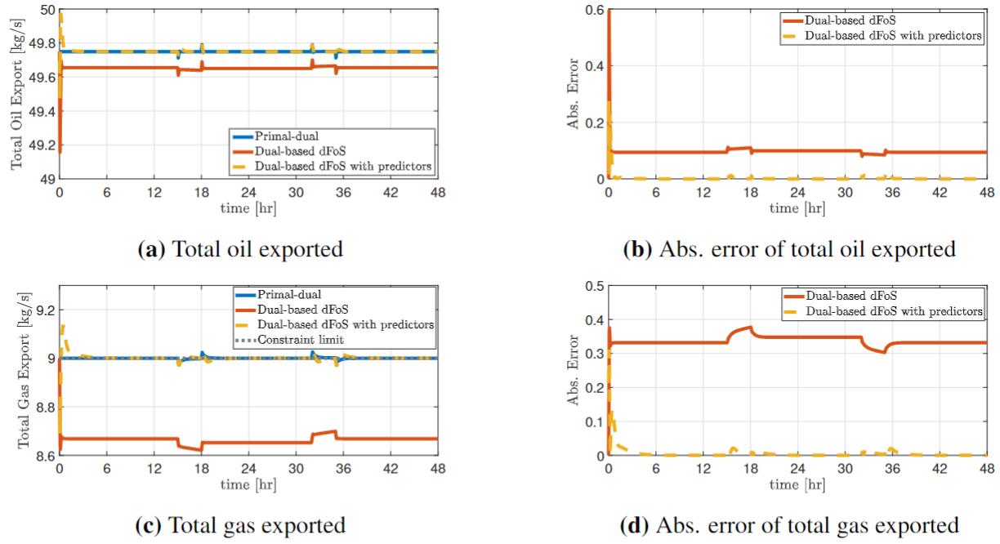 Total Oil Export [kg/s]
50
49.8
49.6
49.4
49.2
49
Primal-dual
Dual-based dFoS
Dual-based dFoS with predictors
0 6 12 18 24 30 36 42 48
time [hr]
(a) Total oil exported
Abs. Error
0.6
0.4
0.2
0
Dual-based dFoS
Dual-based dFoS with predictors
0 6 12 18 24 30 36 42 48
time [hr]
(b) Abs. error of total oil exported
Total Gas Export [kg/s]
9.2
9
8.8
8.6
Primal-dual
Dual-based dFoS
Dual-based dFoS with predictors
Constraint limit
0 6 12 18 24 30 36 42 48
time [hr]
(c) Total gas exported
Abs. Error
0.5
0.4
0.3
0.2
0.1
0
Dual-based dFoS
Dual-based dFoS with predictors
0 6 12 18 24 30 36 42 48
time [hr]
(d) Abs. error of total gas exported